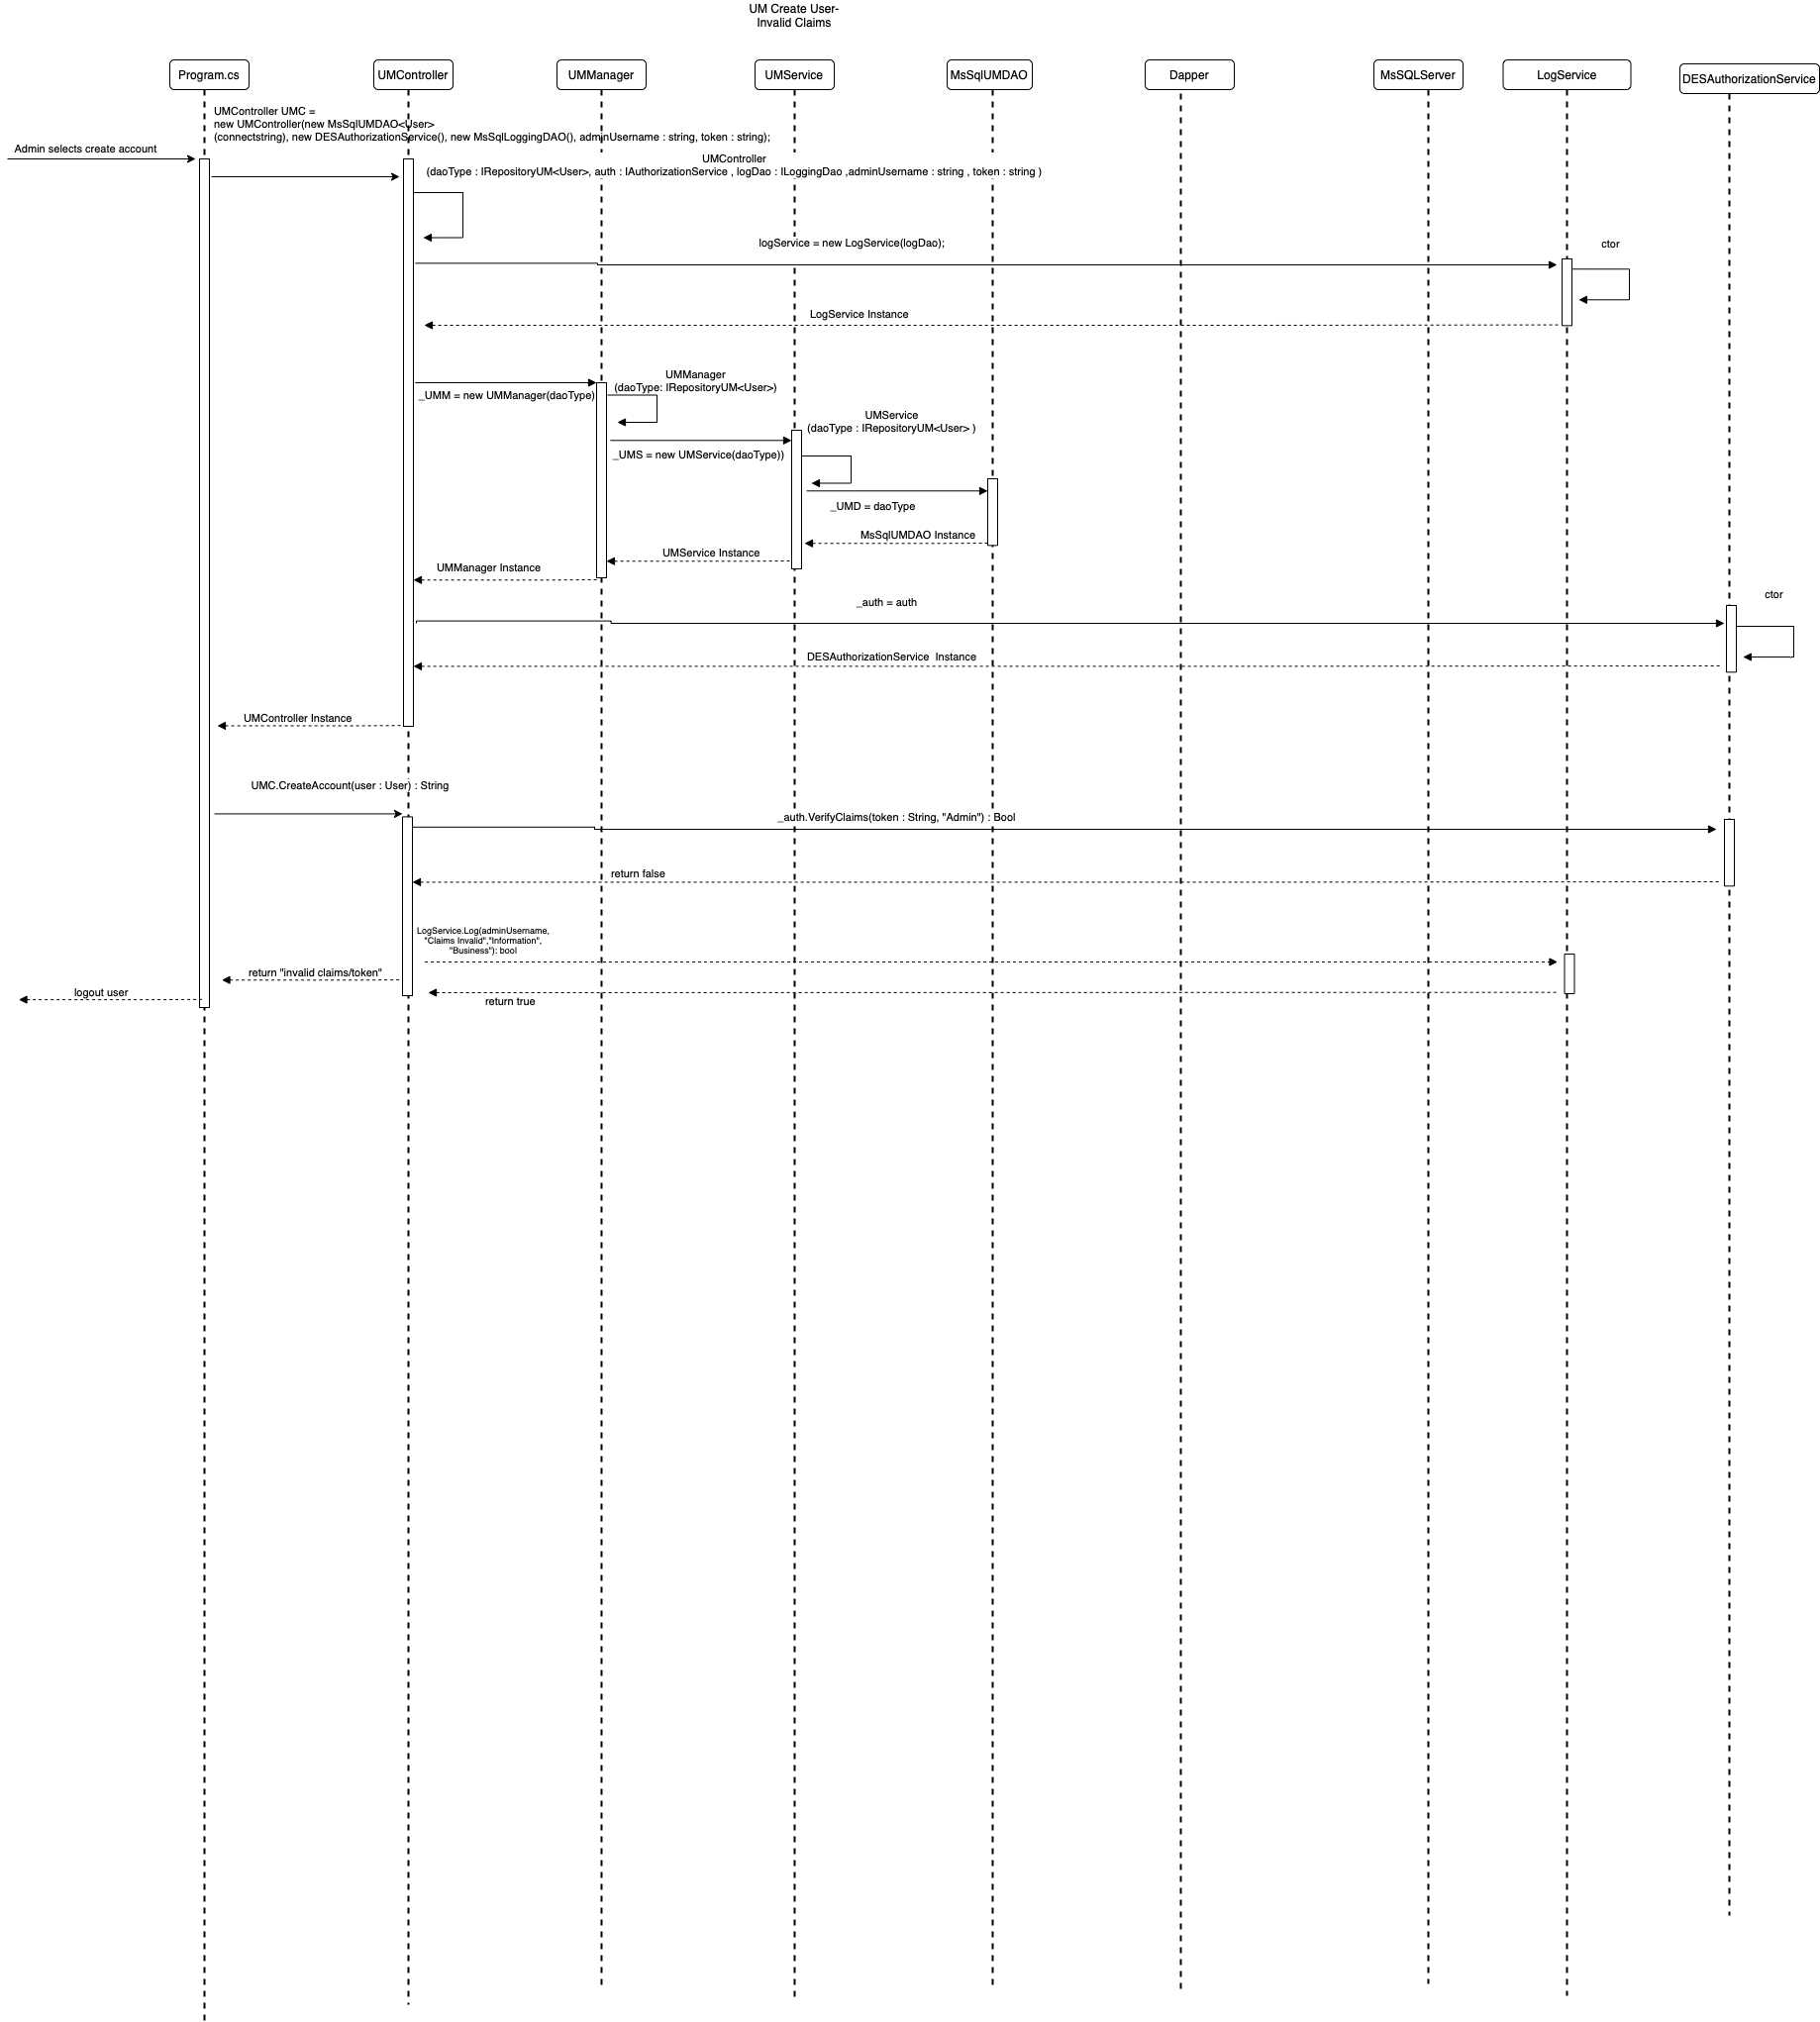 UM Create User-
Invalid Claims
Program.cs
UMController
UMManager
UMService
MsSqlUMDAO
Dapper
MsSQLServer
LogService
DESAuthorizationService
UMController UMC =
new UMController(new MsSqlUMDAO<User>
(connectstring), new DESAuthorizationService(), new MsSqlLoggingDAO(), adminUsername : string, token : string);
Admin selects create account
UMController
(daoType : IRepositoryUM<User>, auth : IAuthorizationService , logDao : ILoggingDao ,adminUsername : string , token : string )
logService = new LogService(logDao);
ctor
LogService Instance
UMManager
(daoType: IRepositoryUM<User>)
_UMM = new UMManager(daoType)
UMService
(daoType : IRepositoryUM<User> )
_UMS = new UMService(daoType))
_UMD = daoType
MsSqlUMDAO Instance
UMService Instance
UMManager Instance
ctor
_auth = auth
DESAuthorizationService  Instance
UMController Instance
UMC.CreateAccount(user : User) : String
_auth.VerifyClaims(token : String, "Admin") : Bool
return false
LogService.Log(adminUsername,
"Claims Invalid","Information",
"Business"): bool
return "invalid claims/token"
logout user
return true